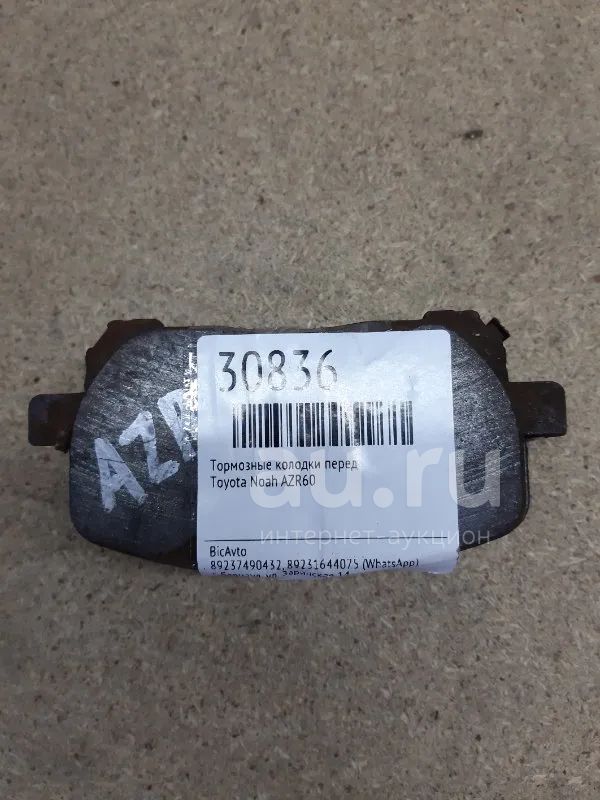 30836
Тормозные колодки перед
Toyota Noah AZR60
BicAvto
89237490432, 89231644075 (WhatsApp)
AZR
au.ru
интернет-аукцион